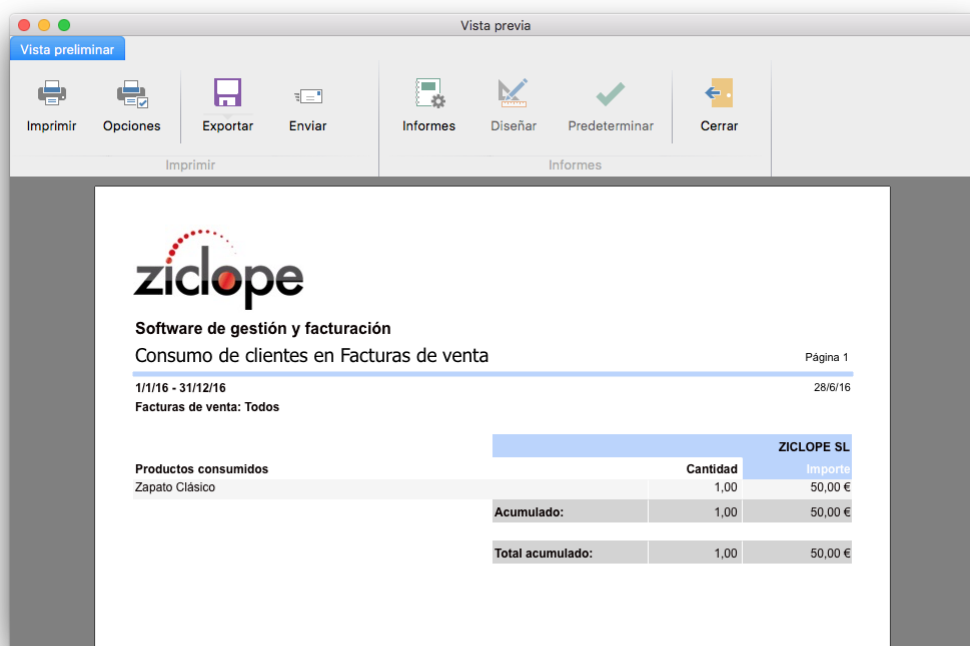 Vista previa
Vista preliminar
Imprimir Opciones Exportar Enviar Informes Diseñar Predeterminar Cerrar
Imprimir Informes
ziclope
Software de gestión y facturación
Consumo de clientes en Facturas de venta Página 1
1/1/16 - 31/12/16 28/6/16
Facturas de venta: Todos
ZICLOPE SL
Productos consumidos Cantidad Importe
Zapato Clásico 1,00 50,00 €
Acumulado: 1,00 50,00 €
Total acumulado: 1,00 50,00 €